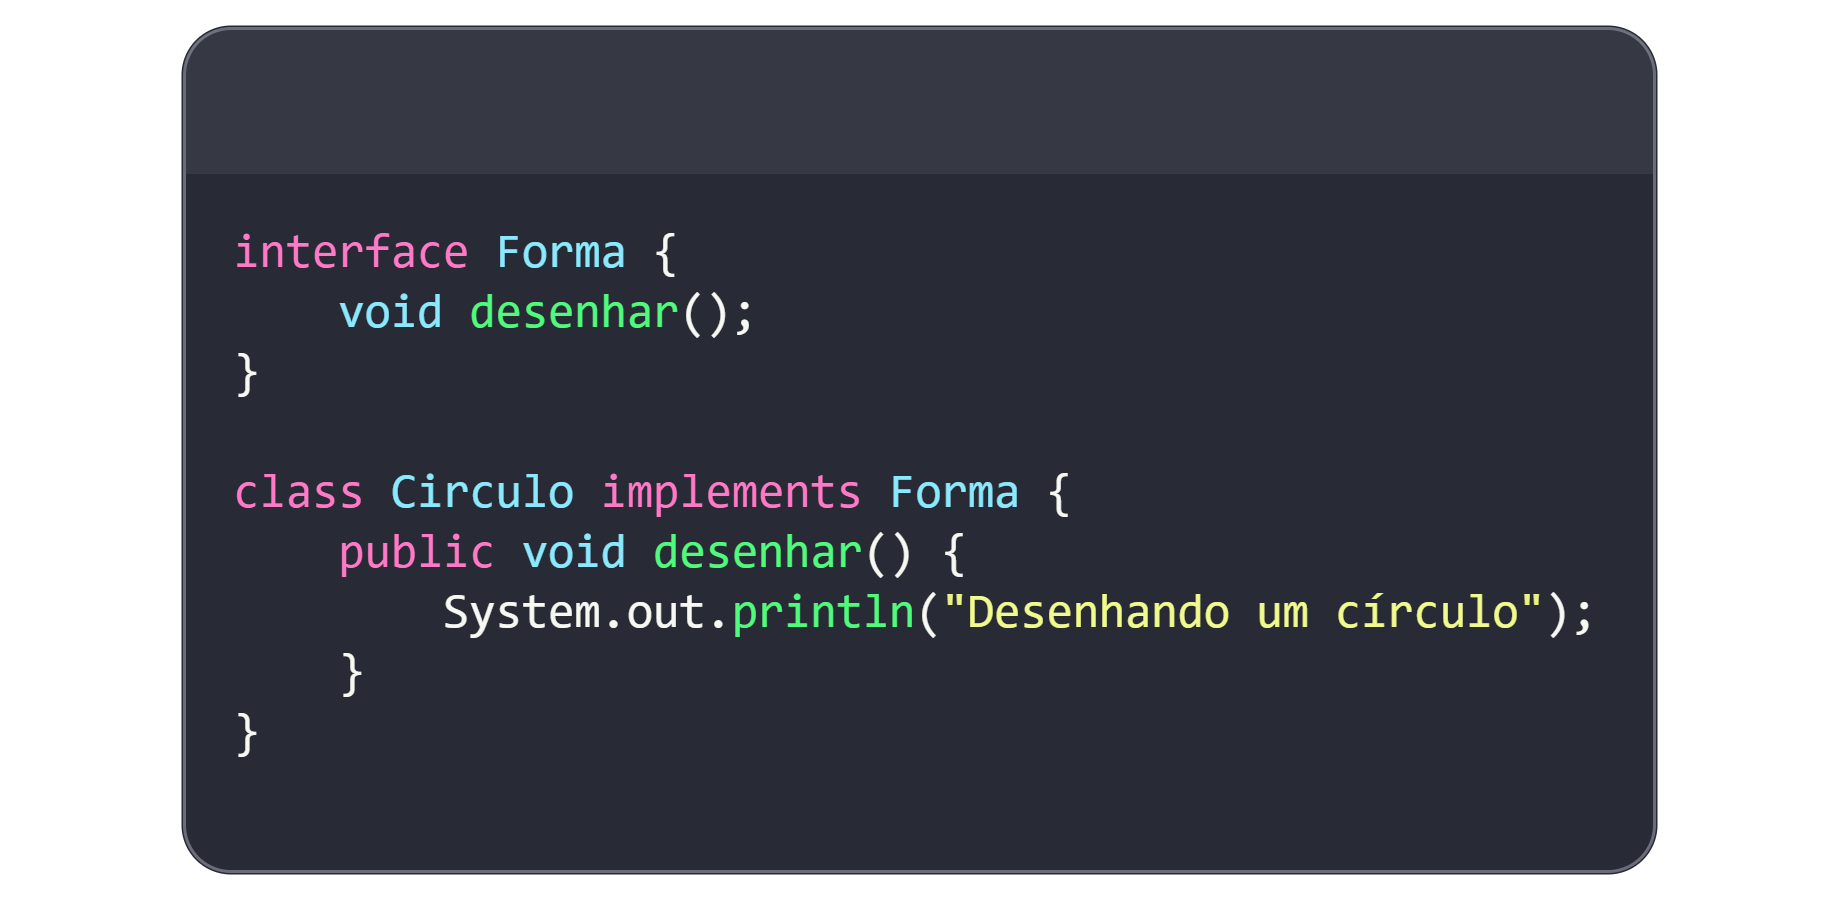 interface Forma {
    void desenhar();
}

class Circulo implements Forma {
    public void desenhar() {
        System.out.println("Desenhando um círculo");
    }
}